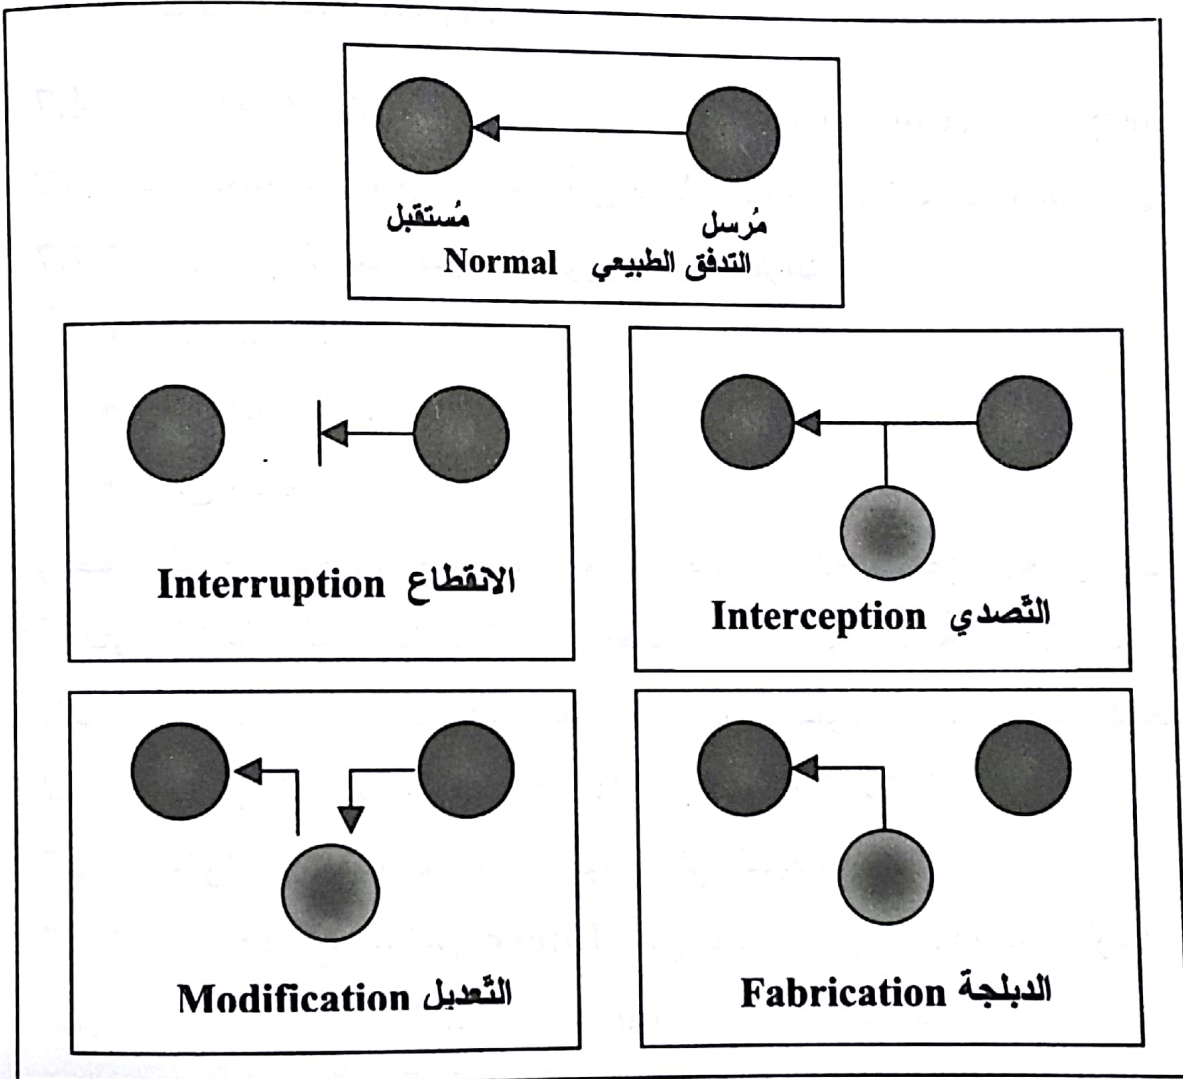 مُرسل
مُستقبل
التدفق الطبيعي Normal
التَّصدي Interception
الانقطاع Interruption
الدبلجة Fabrication
التَّعديل Modification